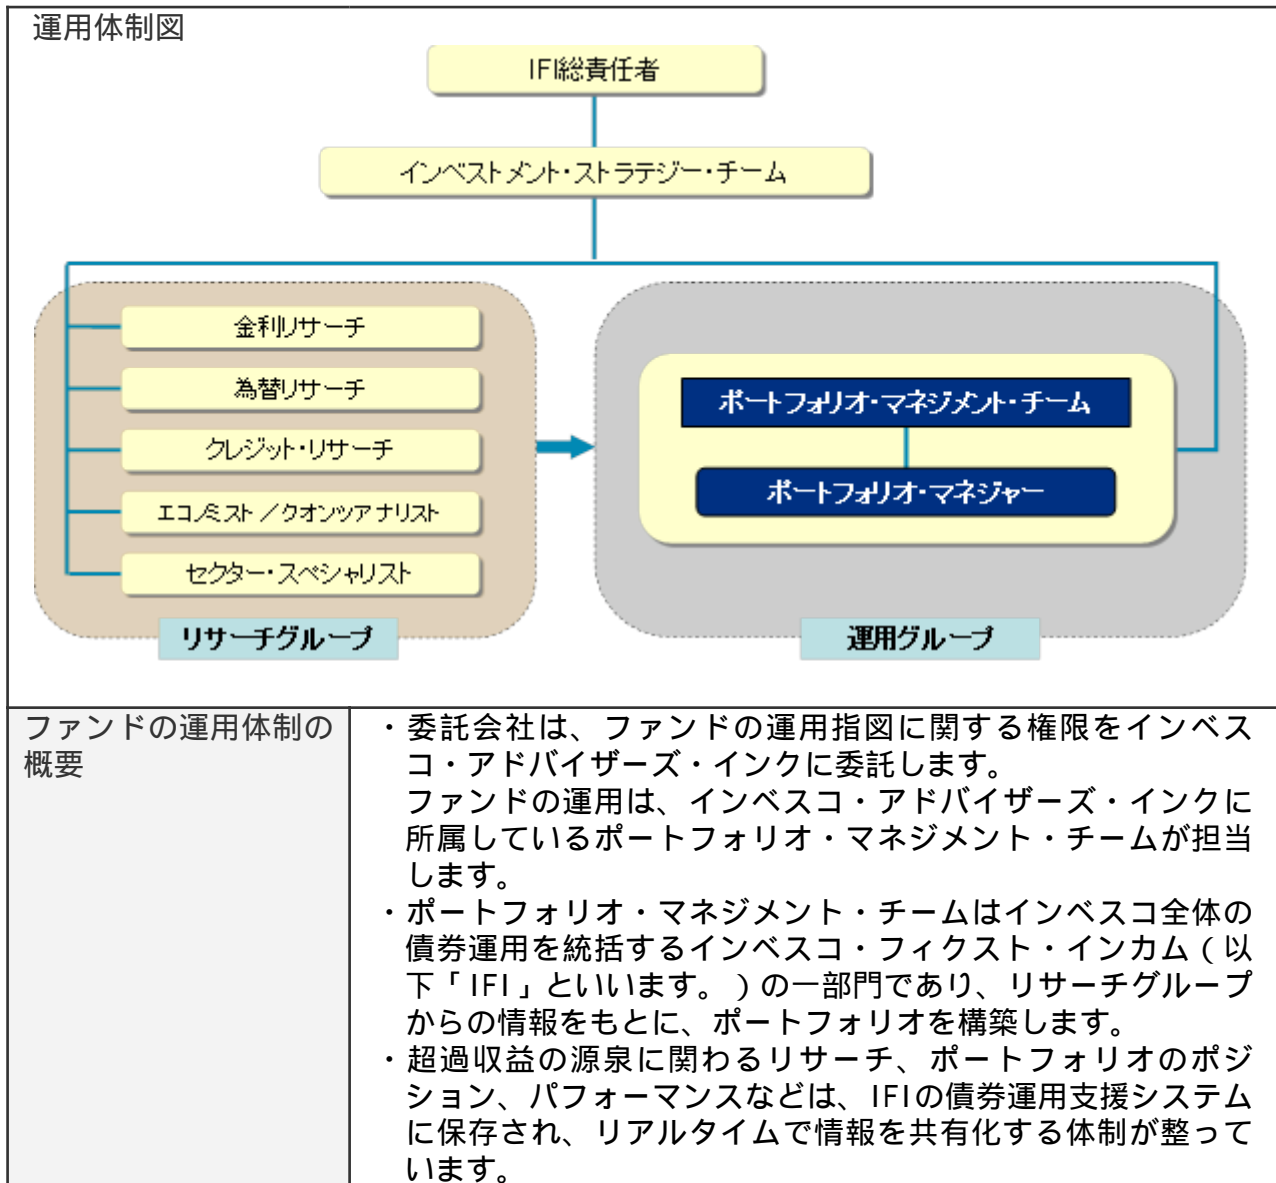 運用体制図
IFI総責任者
インベストメント・ストラテジー・チーム
金利リサーチ
為替リサーチ
クレジット・リサーチ
エコノミスト／クオンツアナリスト
セクター・スペシャリスト
リサーチグループ
ポートフォリオ・マネジメント・チーム
ポートフォリオ・マネジャー
運用グループ
ファンドの運用体制の
概要
・委託会社は、ファンドの運用指図に関する権限をインベス
コ・アドバイザーズ・インクに委託します。
ファンドの運用は、インベスコ・アドバイザーズ・インクに
所属しているポートフォリオ・マネジメント・チームが担当
します。
・ポートフォリオ・マネジメント・チームはインベスコ全体の
債券運用を統括するインベスコ・フィクスト・インカム（以
下「IFI」といいます。）の一部門であり、リサーチグループ
からの情報をもとに、ポートフォリオを構築します。
・超過収益の源泉に関わるリサーチ、ポートフォリオのポジ
ション、パフォーマンスなどは、IFIの債券運用支援システム
に保存され、リアルタイムで情報を共有化する体制が整って
います。